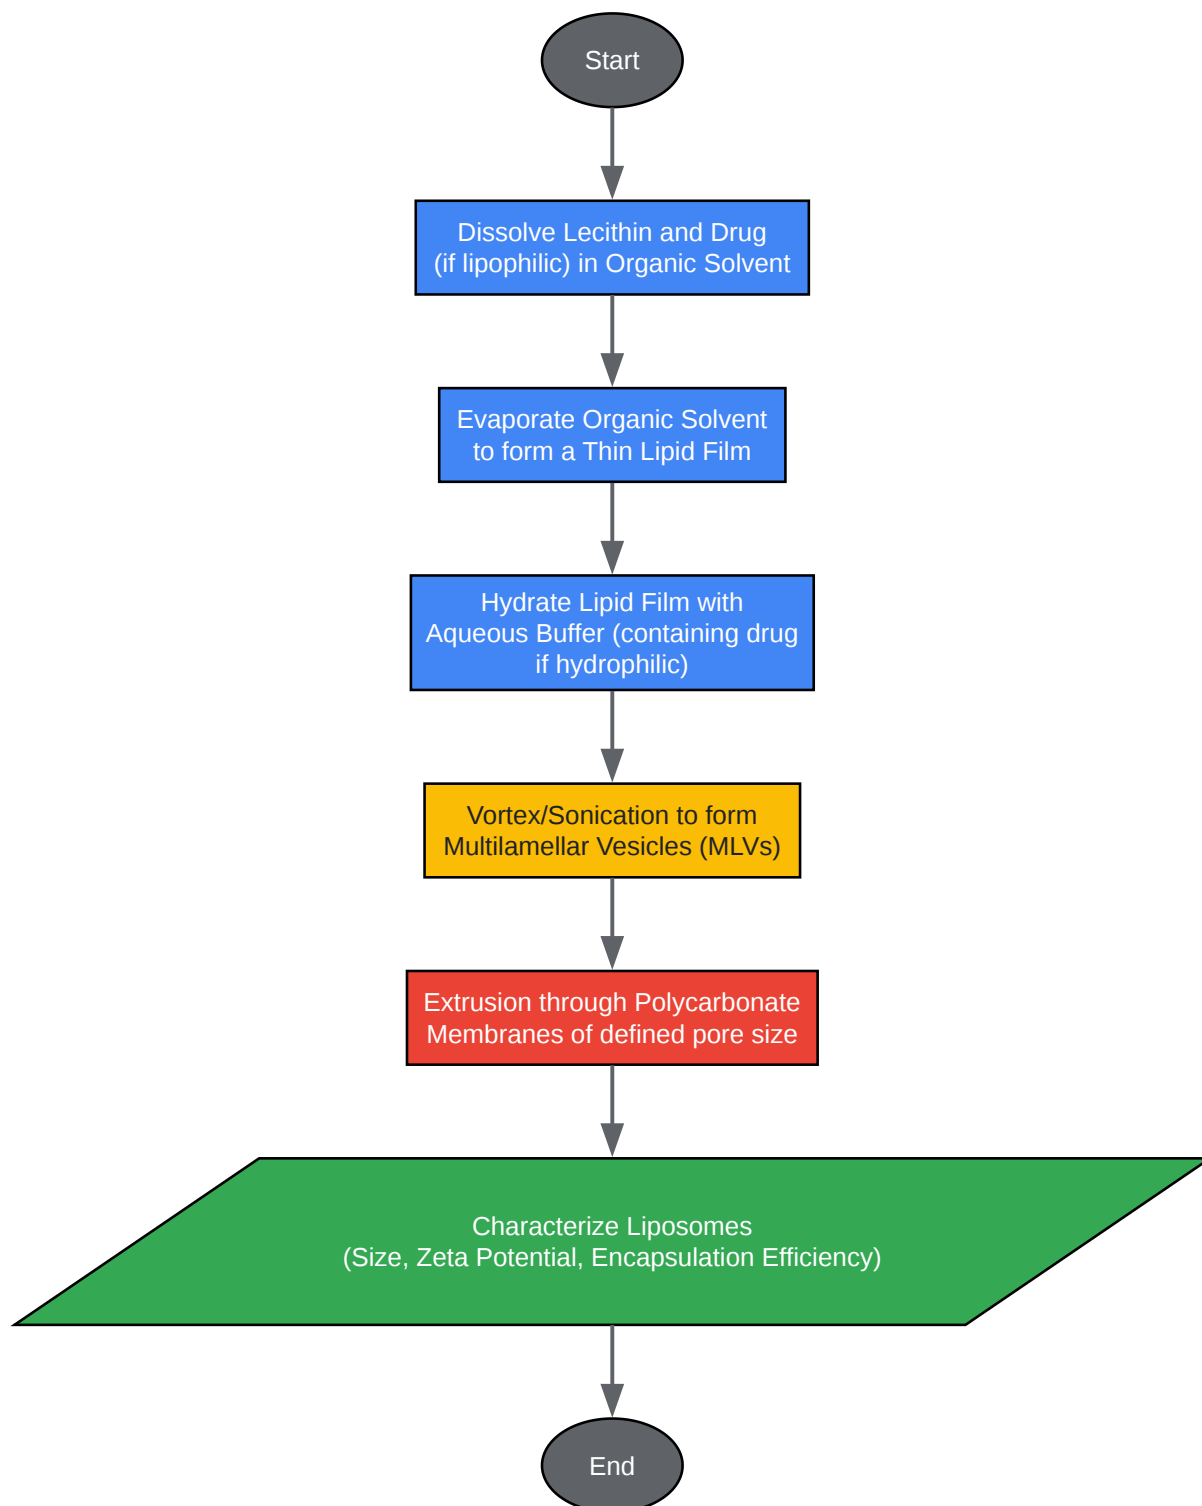 Start
Dissolve Lecithin and Drug
(if lipophilic) in Organic Solvent
Evaporate Organic Solvent
to form a Thin Lipid Film
Hydrate Lipid Film with
Aqueous Buffer (containing drug
if hydrophilic)
Vortex/Sonication to form
Multilamellar Vesicles (MLVs)
Extrusion through Polycarbonate
Membranes of defined pore size
Characterize Liposomes
(Size, Zeta Potential, Encapsulation Efficiency)
End